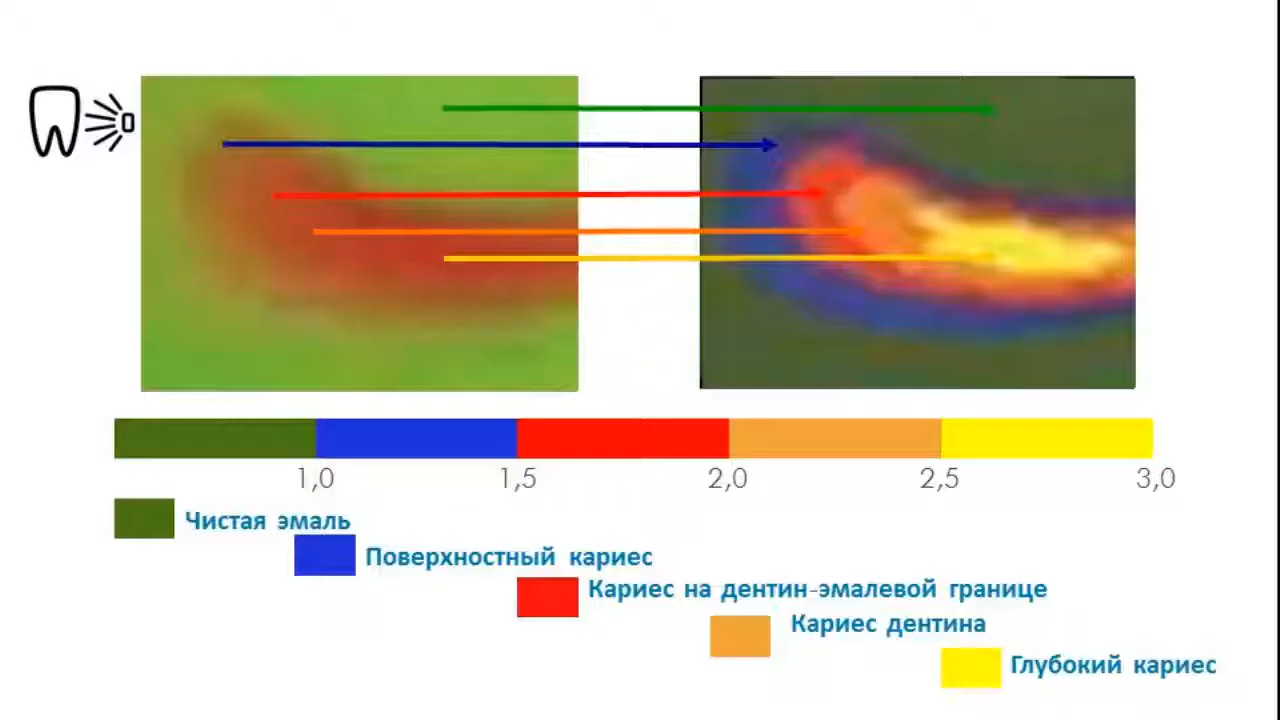 1,0 1,5 2,0 2,5 3,0
Чистая эмаль
Поверхностный кариес
Кариес на дентин-эмалевой границе
Кариес дентина
Глубокий кариес